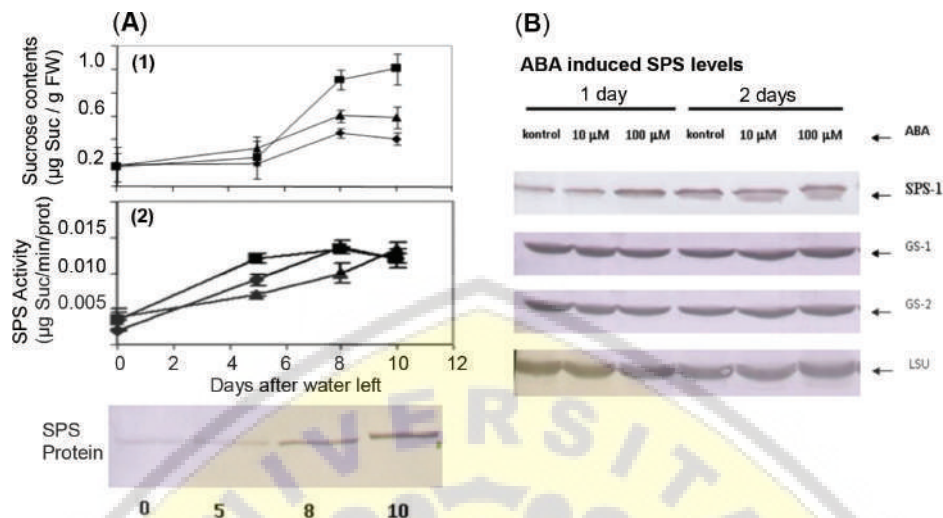 (A)
(1)
Sucrose contents
(µg Suc / g FW)
1.0
0.6
0.2
(2)
SPS Activity
(µg Suc/min/prot)
0.015
0.010
0.005
0 2 4 6 8 10 12
Days after water left
SPS
Protein
0 5 8 10
(B)
ABA induced SPS levels
1 day 2 days
kontrol 10 µM 100 µM kontrol 10 µM 100 µM ABA
SPS-1
GS-1
GS-2
LSU
IVERSIT